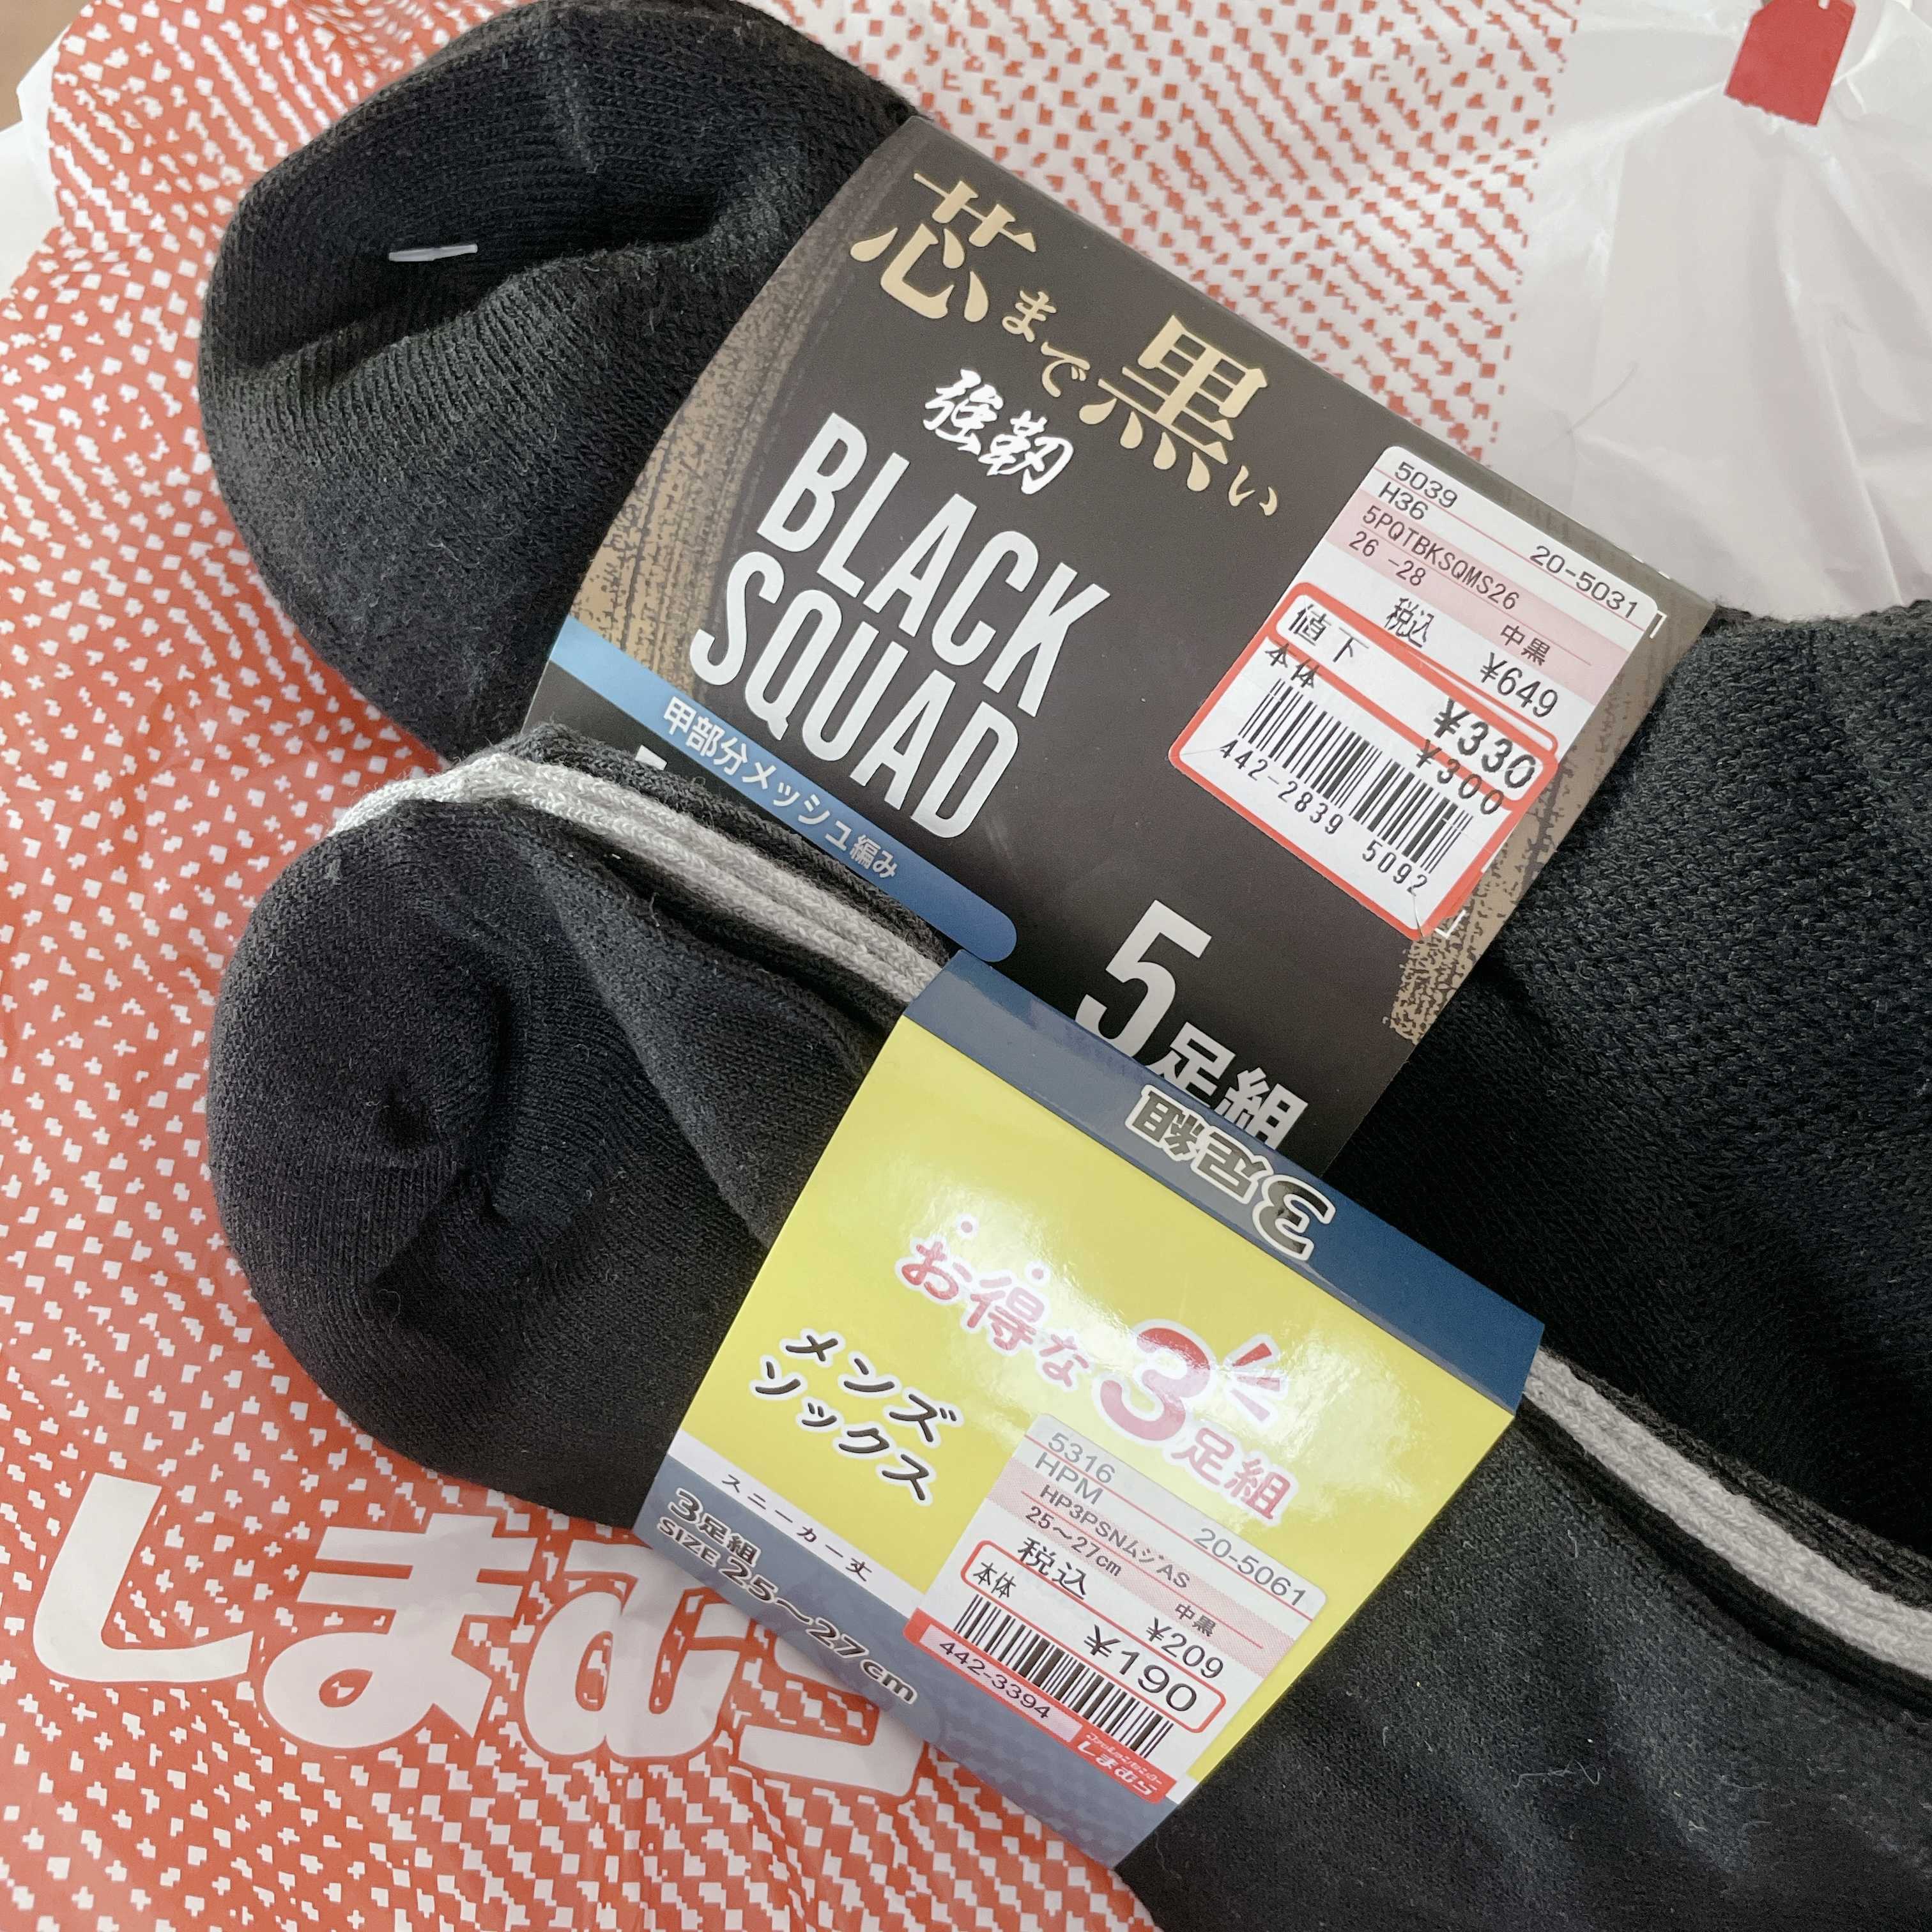 芯まで黒い
強靭
BLACK
SQUAD
甲部分メッシュ編み
5足組
5039
H36 20-5031
5PQTBKSQMS26
26-28
中黒
税込 ¥649
値下 ¥330
本体 ¥300
442-2839 5092
3足組
お得な3足組
メンズ
ソックス
スニーカー丈
3足組
SIZE 25〜27cm
5316
HPM 20-5061
HP3PSNムジAS
25〜27cm
中黒
税込 ¥209
本体 ¥190
442-3394
しまむら
しまむら